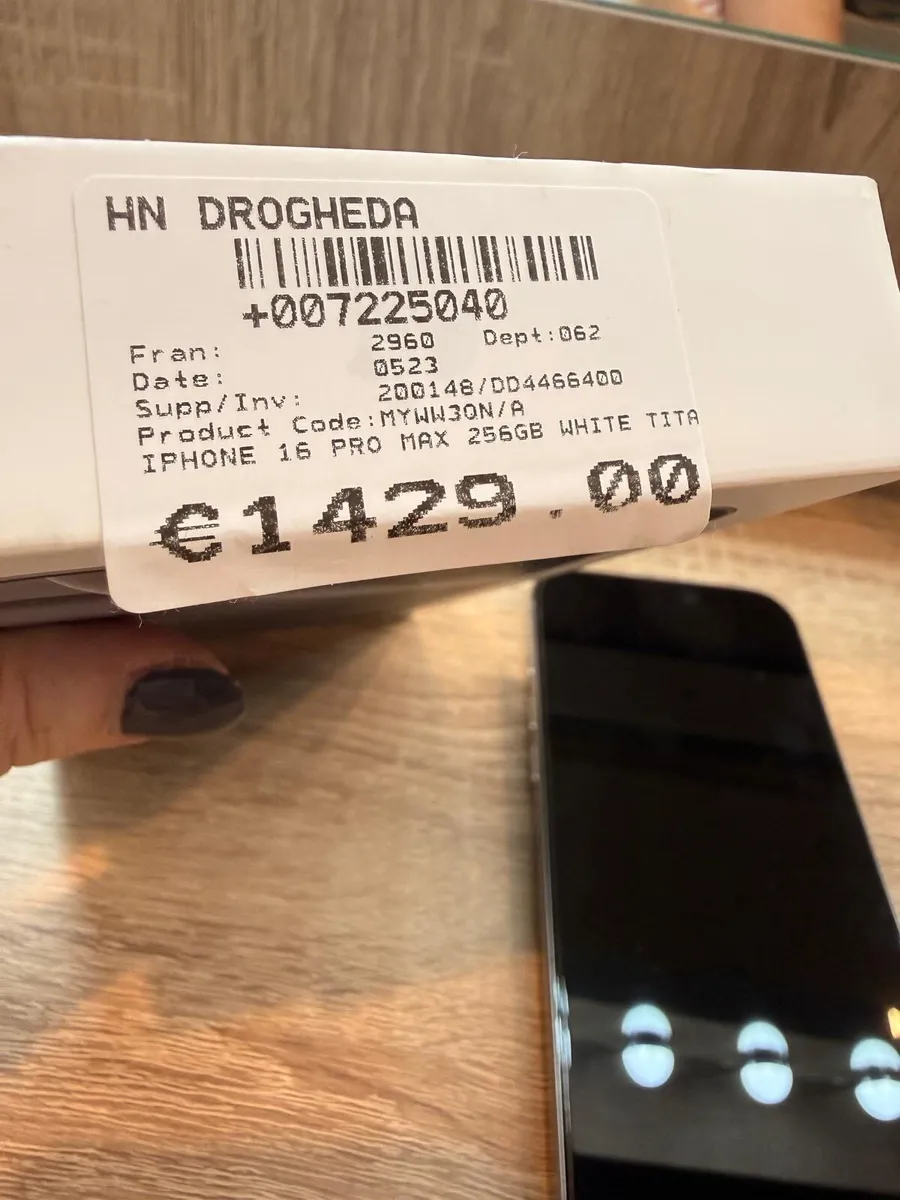 HN DROGHEDA
+007225040
Fran: 2960 Dept:062
Date: 0523
Supp/Inv: 200148/DD4466400
Product Code:MYWW3QN/A
IPHONE 16 PRO MAX 256GB WHITE TITA
€1429.00